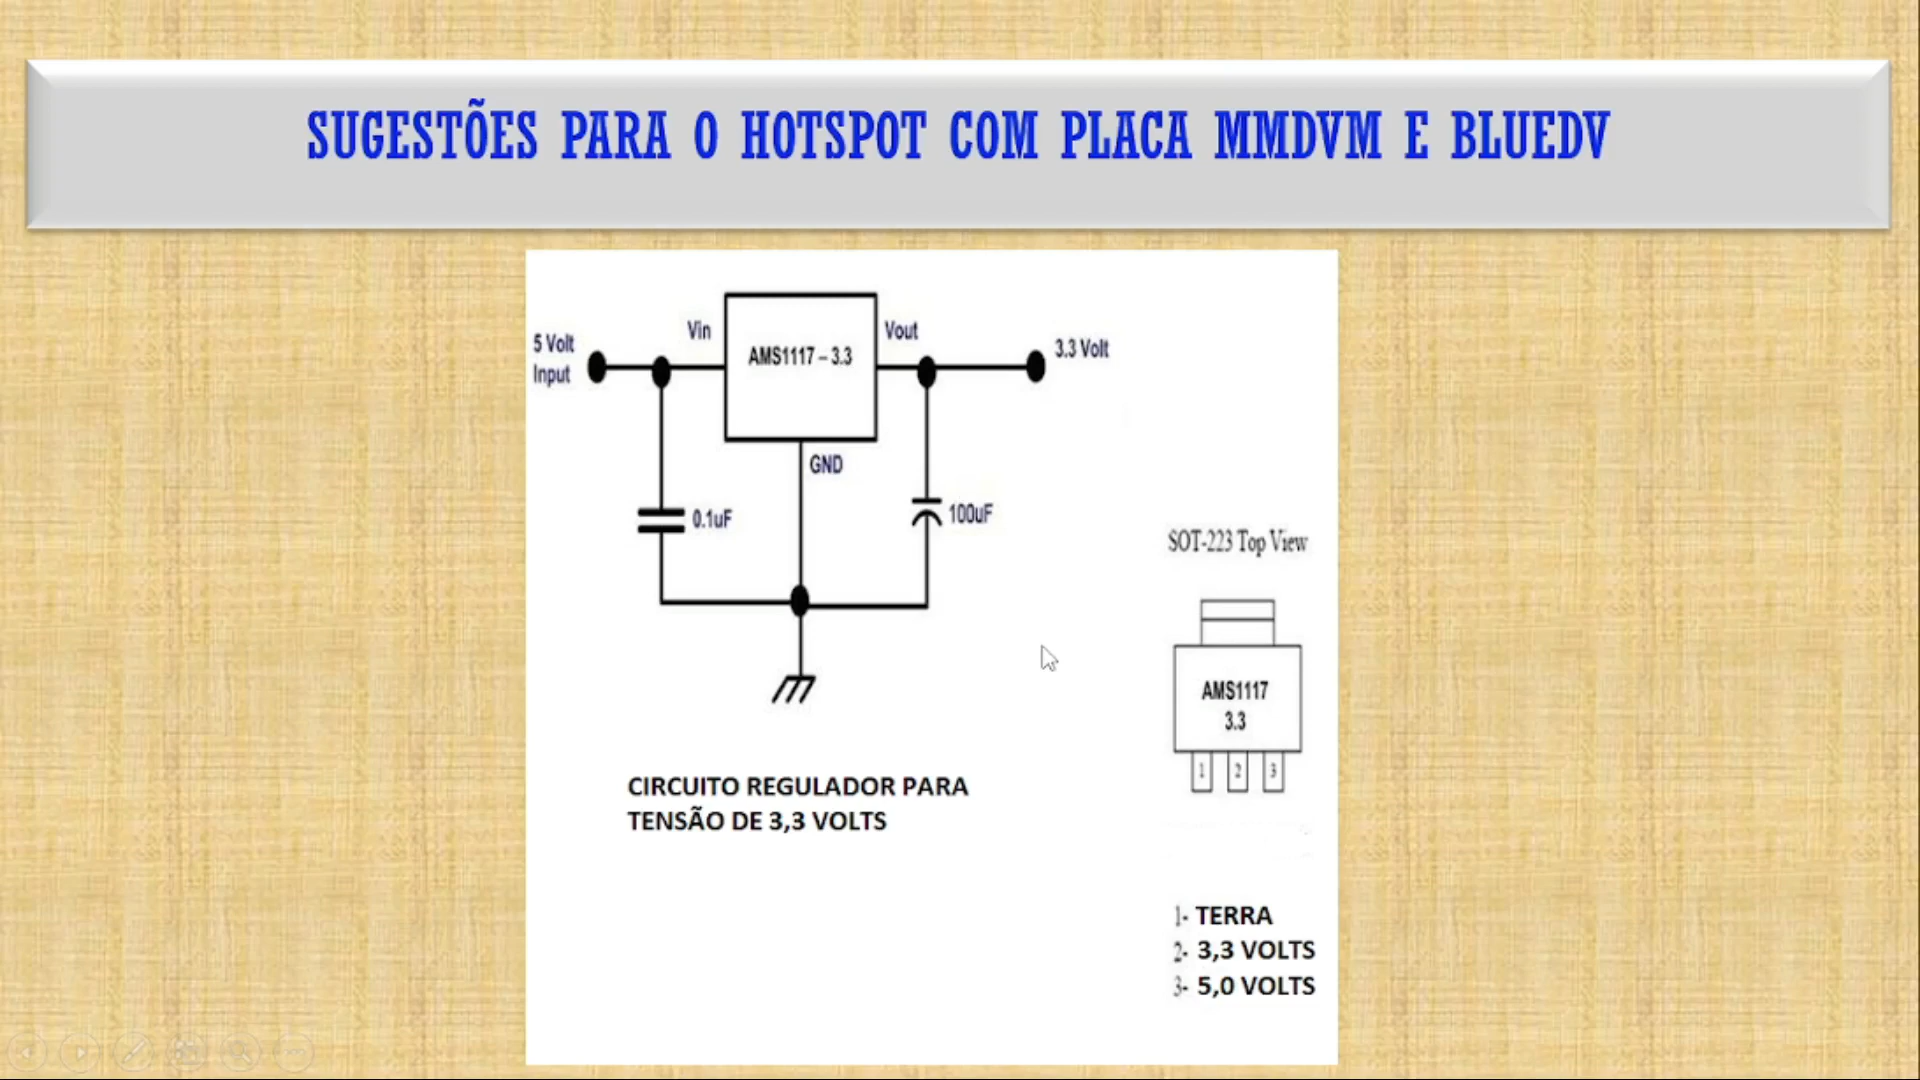 SUGESTÕES PARA O HOTSPOT COM PLACA MMDVM E BLUEDV
5 Volt
Input
Vin
AMS1117 – 3.3
Vout
3.3 Volt
GND
0.1uF
100uF
SOT-223 Top View
AMS1117
3.3
1 2 3
CIRCUITO REGULADOR PARA
TENSÃO DE 3,3 VOLTS
1- TERRA
2- 3,3 VOLTS
3- 5,0 VOLTS